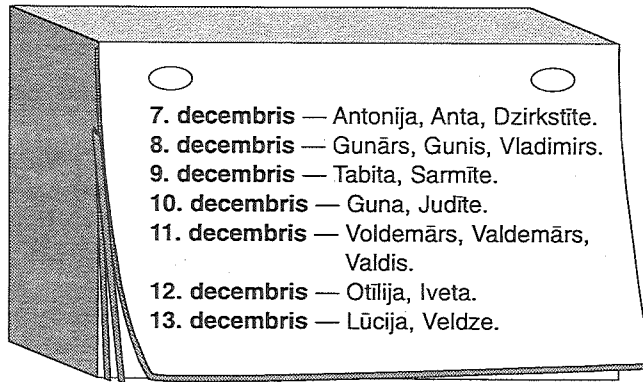 7. decembris — Antonija, Anta, Dzirkstīte.
8. decembris — Gunārs, Gunis, Vladimirs.
9. decembris — Tabita, Sarmīte.
10. decembris — Guna, Judīte.
11. decembris — Voldemārs, Valdemārs,
Valdis.
12. decembris — Otīlija, Iveta.
13. decembris — Lūcija, Veldze.